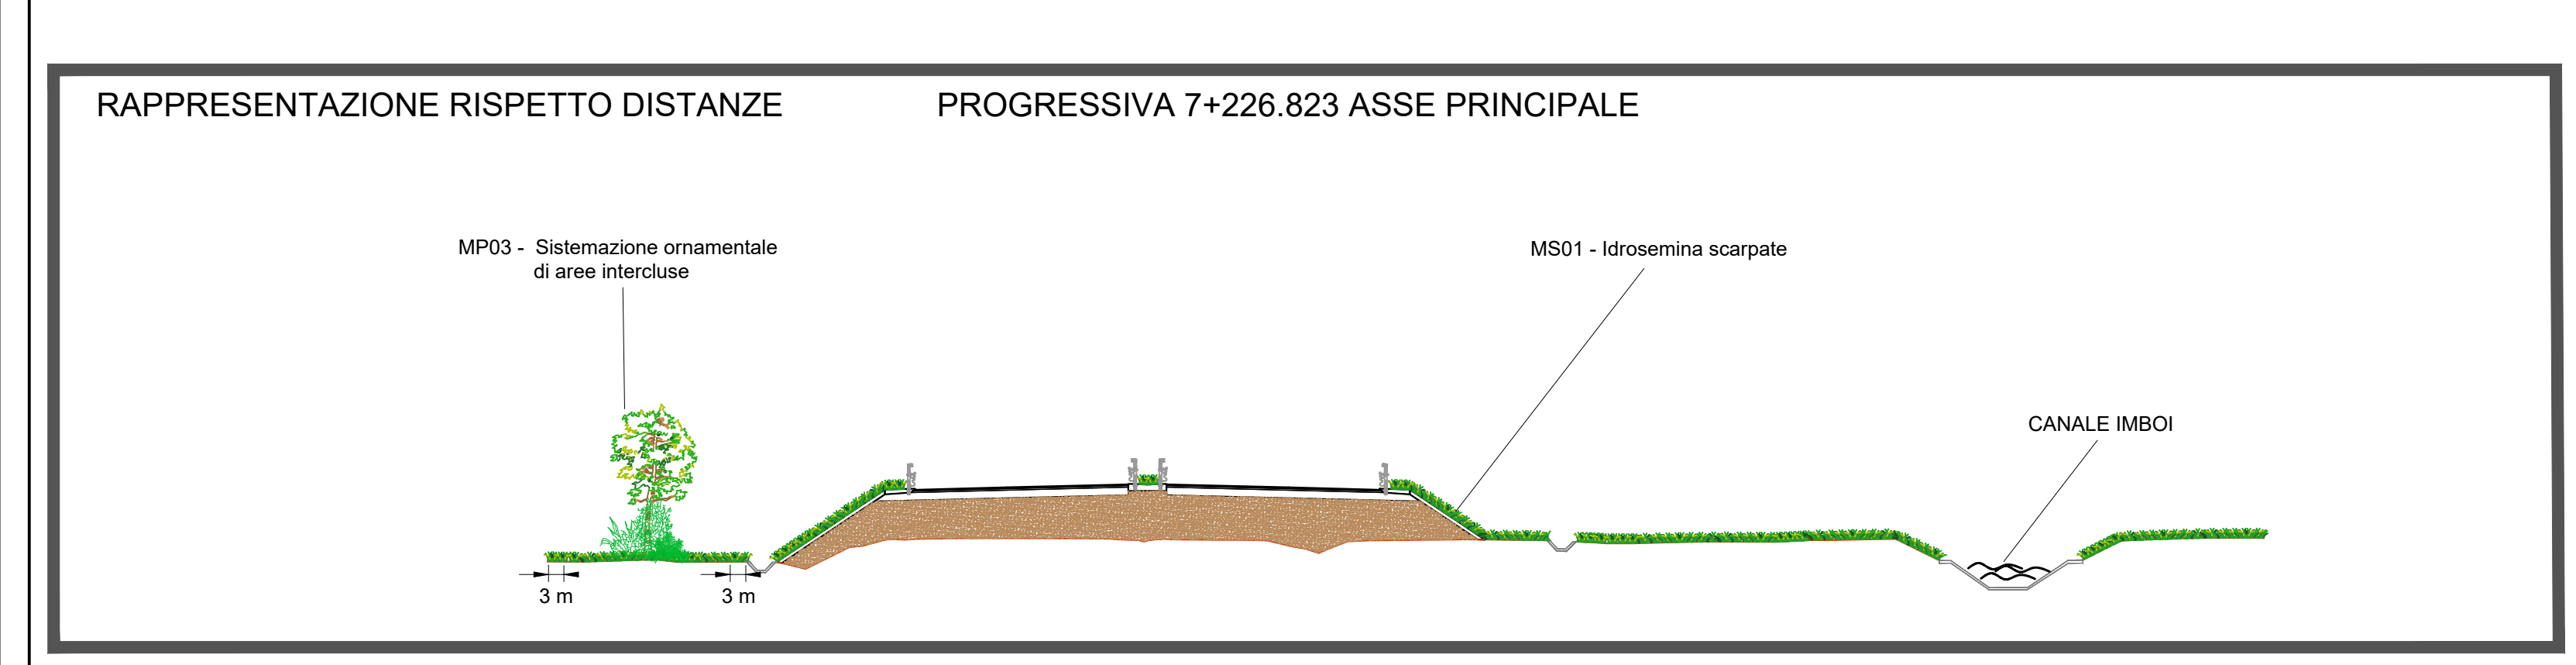 RAPPRESENTAZIONE RISPETTO DISTANZE
PROGRESSIVA 7+226.823 ASSE PRINCIPALE
MP03 - Sistemazione ornamentale
di aree intercluse
MS01 - Idrosemina scarpate
CANALE IMBOI
3 m
3 m